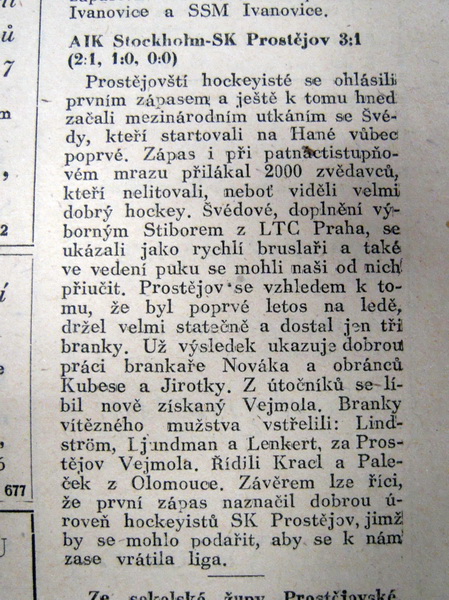 Ivanovice a SSM Ivanovice.
AIK Stockholm-SK Prostějov 3:1
(2:1, 1:0, 0:0)
Prostějovští hockeyisté se ohlásili
prvním zápasem a ještě k tomu hned
začali mezinárodním utkáním se Švé-
dy, kteří startovali na Hané vůbec
poprvé. Zápas i při patnáctistupňo-
vém mrazu přilákal 2000 zvědavců,
kteří nelitovali, neboť viděli velmi
dobrý hockey. Švédové, doplnění vý-
borným Stiborem z LTC Praha, se
ukázali jako rychlí bruslaři a také
ve vedení puku se mohli naši od nich
přiučit. Prostějov se vzhledem k to-
mu, že byl poprvé letos na ledě,
držel velmi statečně a dostal jen tři
branky. Už výsledek ukazuje dobrou
práci brankaře Nováka a obránců
Kubese a Jirotky. Z útočníků se lí-
bil nově získaný Vejmola. Branky
vítězného mužstva vstřelili: Lind-
ström, Ljundman a Lenkert, za Pros-
tějov Vejmola. Řídili Kracl a Pale-
ček z Olomouce. Závěrem lze říci,
že první zápas naznačil dobrou ú-
roveň hockeyistů SK Prostějov, jimž
by se mohlo podařit, aby se k nám
zase vrátila liga.
Ze sokolské župy Prostějovské
7
2
677